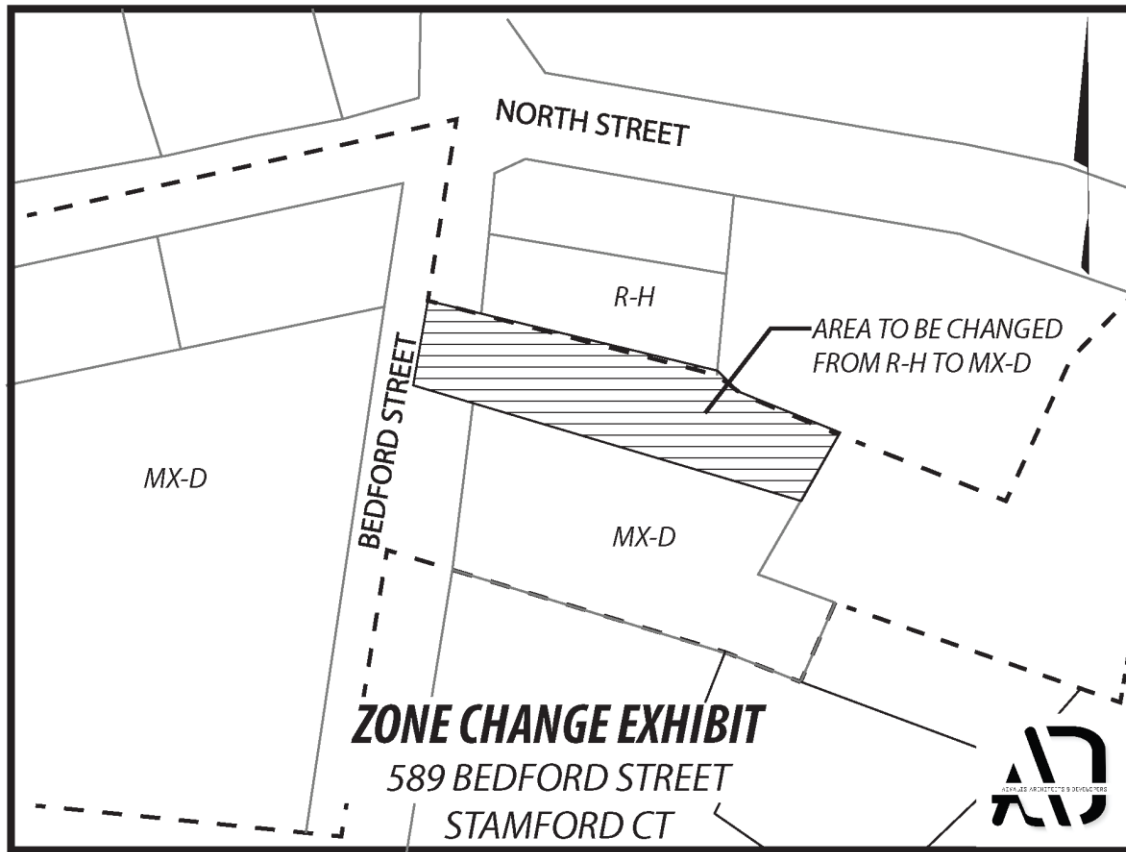 NORTH STREET
R-H
AREA TO BE CHANGED
FROM R-H TO MX-D
BEDFORD STREET
MX-D
MX-D
ZONE CHANGE EXHIBIT
589 BEDFORD STREET
STAMFORD CT
AD